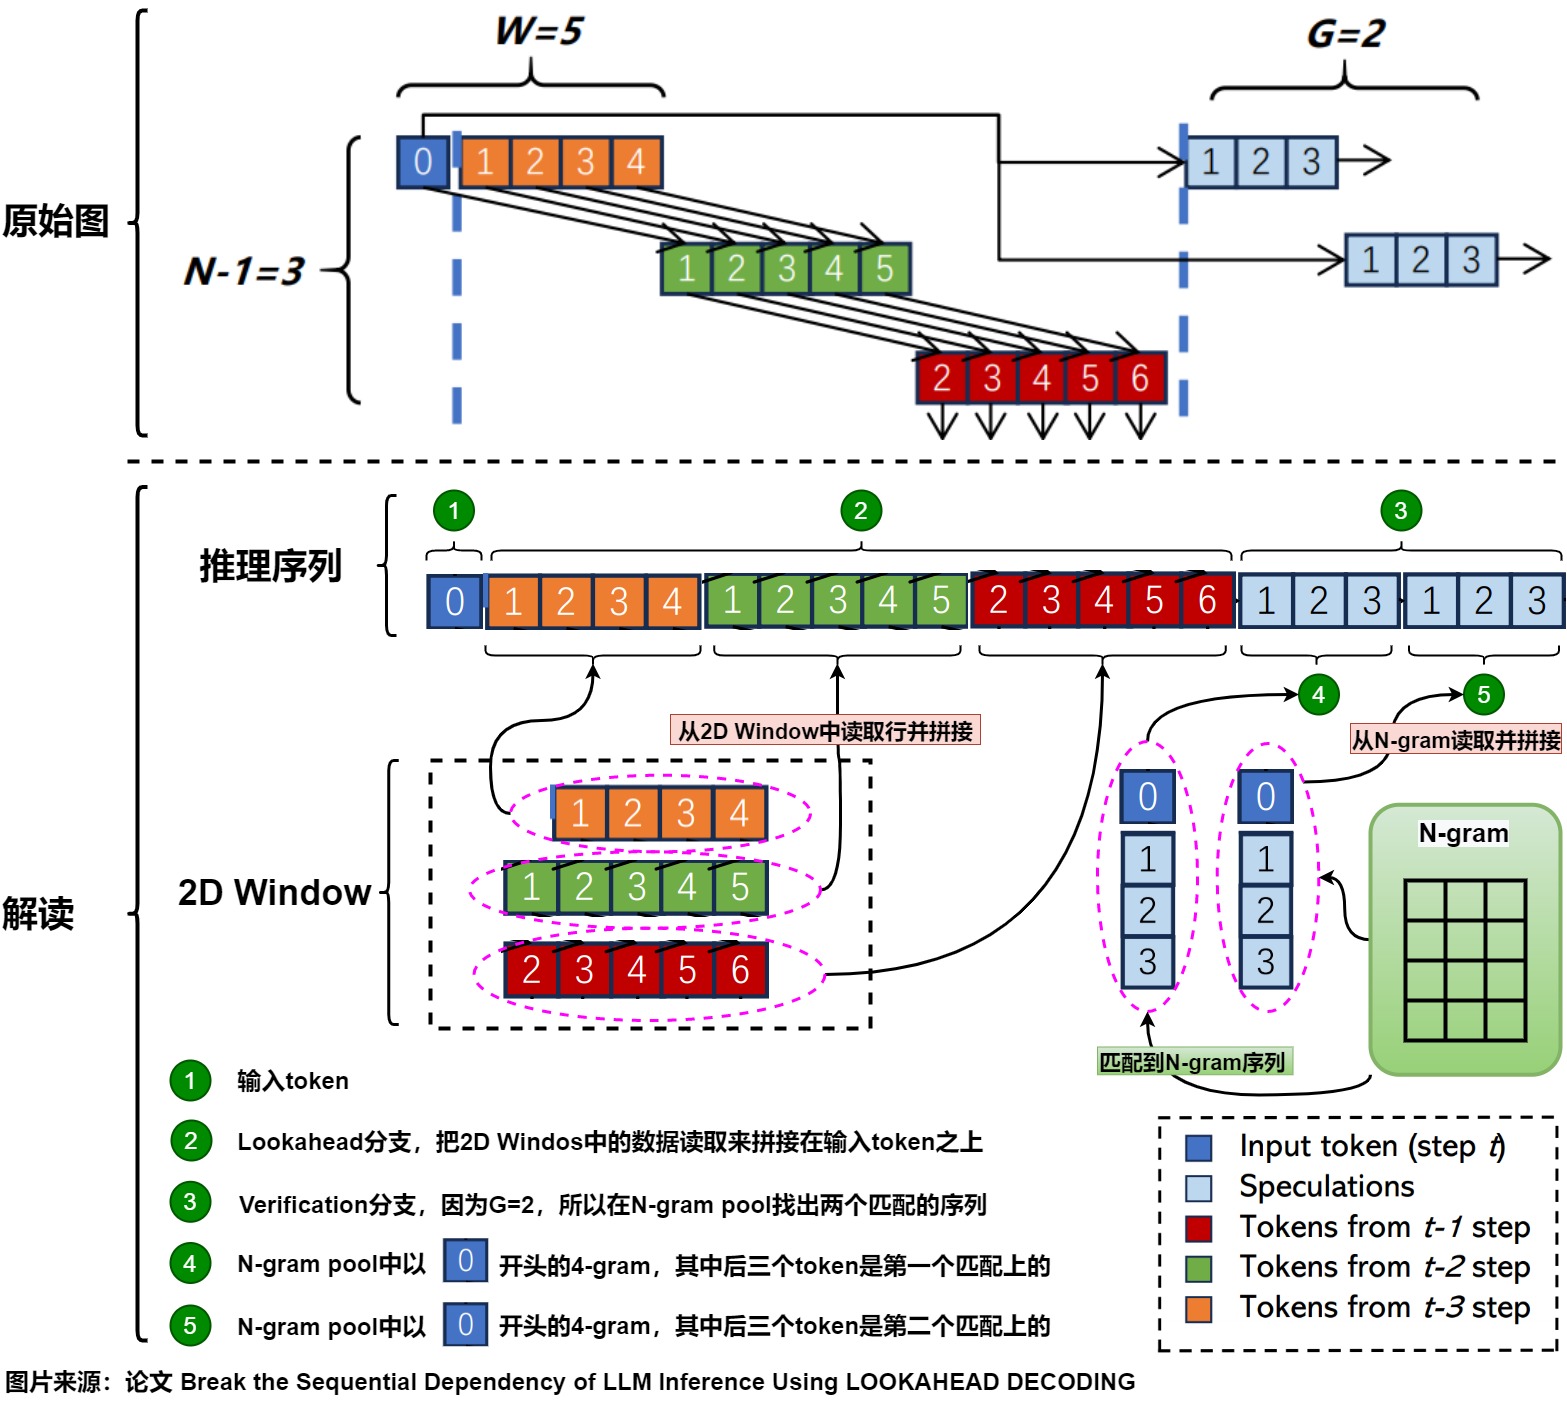 W=5
G=2
0 1 2 3 4
1 2 3
原始图
N-1=3
1 2 3 4 5
1 2 3
2 3 4 5 6
1 2 3
推理序列
0 1 2 3 4 1 2 3 4 5 2 3 4 5 6 1 2 3 1 2 3
4 5
从2D Window中读取行并拼接
从N-gram读取并拼接
解读
2D Window
1 2 3 4
1 2 3 4 5
2 3 4 5 6
0
1
2
3
0
1
2
3
N-gram
匹配到N-gram序列
1 输入token
2 Lookahead分支，把2D Windos中的数据读取来拼接在输入token之上
3 Verification分支，因为G=2，所以在N-gram pool找出两个匹配的序列
4 N-gram pool中以 0 开头的4-gram，其中后三个token是第一个匹配上的
5 N-gram pool中以 0 开头的4-gram，其中后三个token是第二个匹配上的
Input token (step t)
Speculations
Tokens from t-1 step
Tokens from t-2 step
Tokens from t-3 step
图片来源：论文 Break the Sequential Dependency of LLM Inference Using LOOKAHEAD DECODING